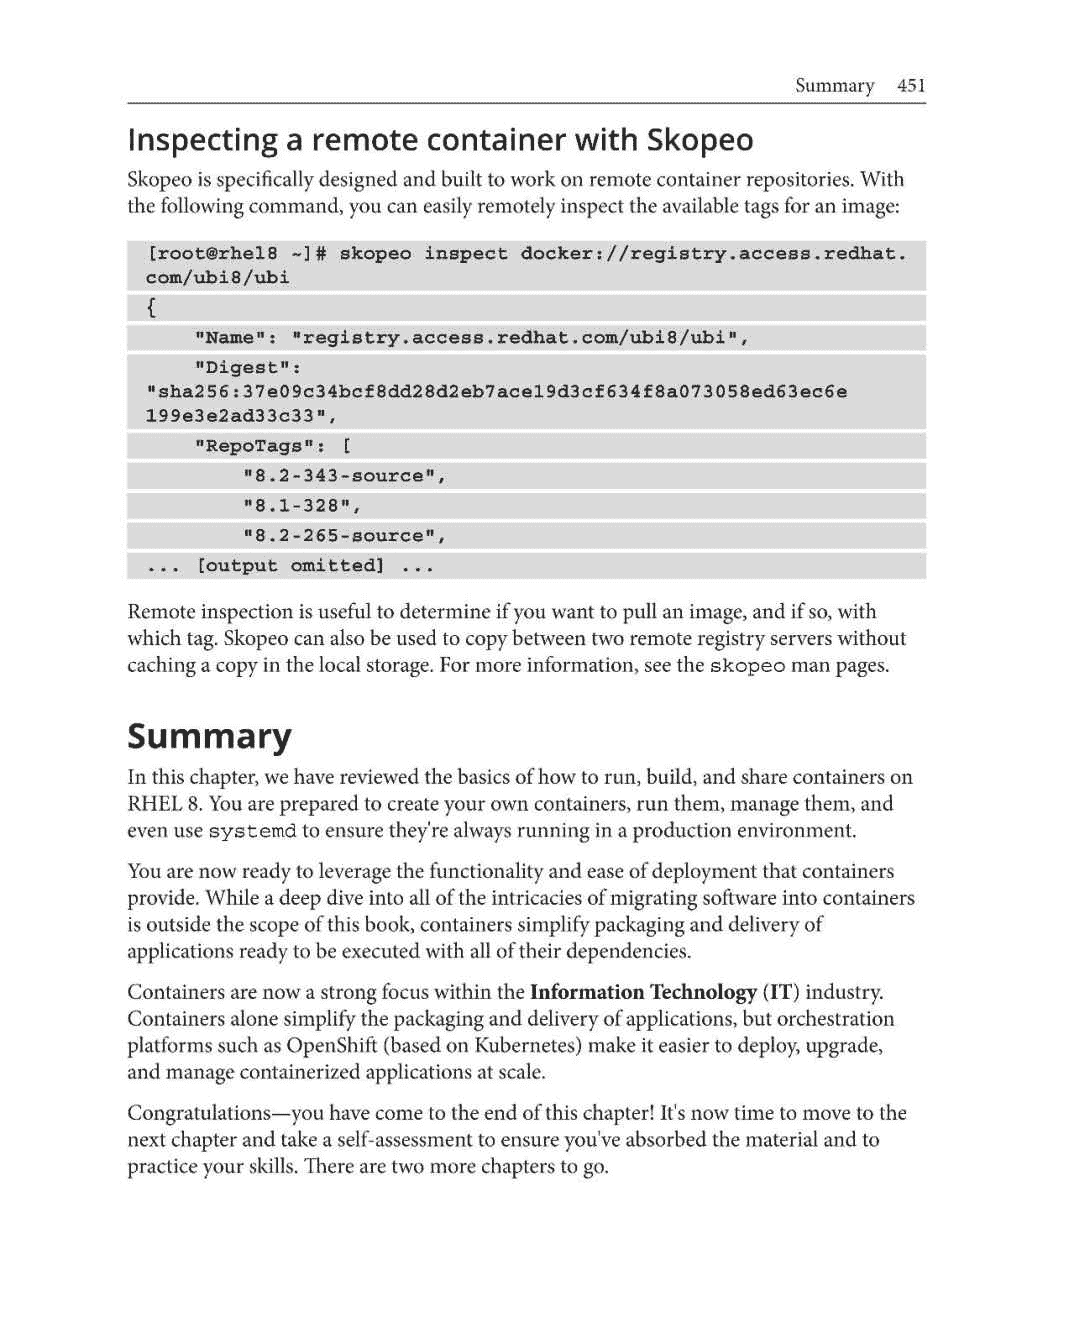 Summary 451
Inspecting a remote container with Skopeo
Skopeo is specifically designed and built to work on remote container repositories. With
the following command, you can easily remotely inspect the available tags for an image:
[root@rhel8 ~]# skopeo inspect docker://registry.access.redhat.
com/ubi8/ubi
{
"Name": "registry.access.redhat.com/ubi8/ubi",
"Digest":
"sha256:37e09c34bcf8dd28d2eb7ace19d3cf634f8a073058ed63ec6e
199e3e2ad33c33",
"RepoTags": [
"8.2-343-source",
"8.1-328",
"8.2-265-source",
... [output omitted] ...
Remote inspection is useful to determine if you want to pull an image, and if so, with
which tag. Skopeo can also be used to copy between two remote registry servers without
caching a copy in the local storage. For more information, see the skopeo man pages.
Summary
In this chapter, we have reviewed the basics of how to run, build, and share containers on
RHEL 8. You are prepared to create your own containers, run them, manage them, and
even use systemd to ensure they're always running in a production environment.
You are now ready to leverage the functionality and ease of deployment that containers
provide. While a deep dive into all of the intricacies of migrating software into containers
is outside the scope of this book, containers simplify packaging and delivery of
applications ready to be executed with all of their dependencies.
Containers are now a strong focus within the Information Technology (IT) industry.
Containers alone simplify the packaging and delivery of applications, but orchestration
platforms such as OpenShift (based on Kubernetes) make it easier to deploy, upgrade,
and manage containerized applications at scale.
Congratulations—you have come to the end of this chapter! It's now time to move to the
next chapter and take a self-assessment to ensure you've absorbed the material and to
practice your skills. There are two more chapters to go.